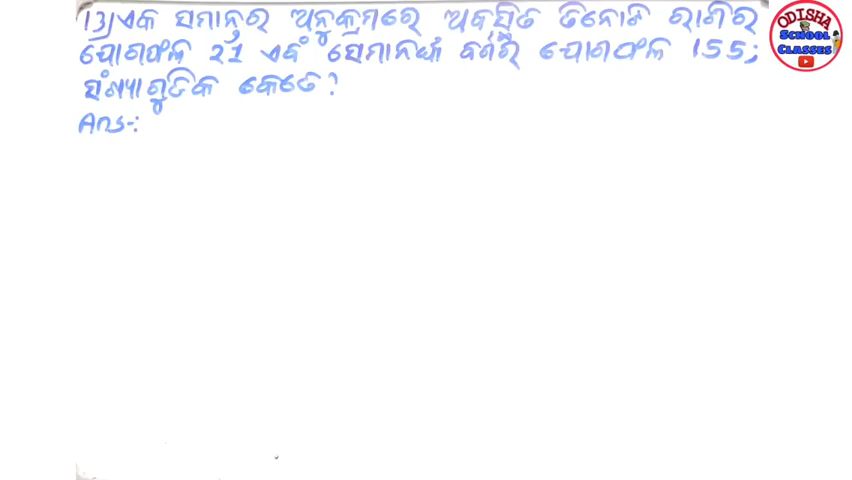 13) ଏକ ସମାନ୍ତର ଅନୁକ୍ରମରେ ଅବସ୍ଥିତ ତିନୋଟି ରାଶିର
ଯୋଗଫଳ 21 ଏବଂ ସେମାନଙ୍କ ବର୍ଗର ଯୋଗଫଳ 155;
ସଂଖ୍ୟାଗୁଡିକ କେତେ?
Ans-:
ODISHA
SCHOOL
CLASSES